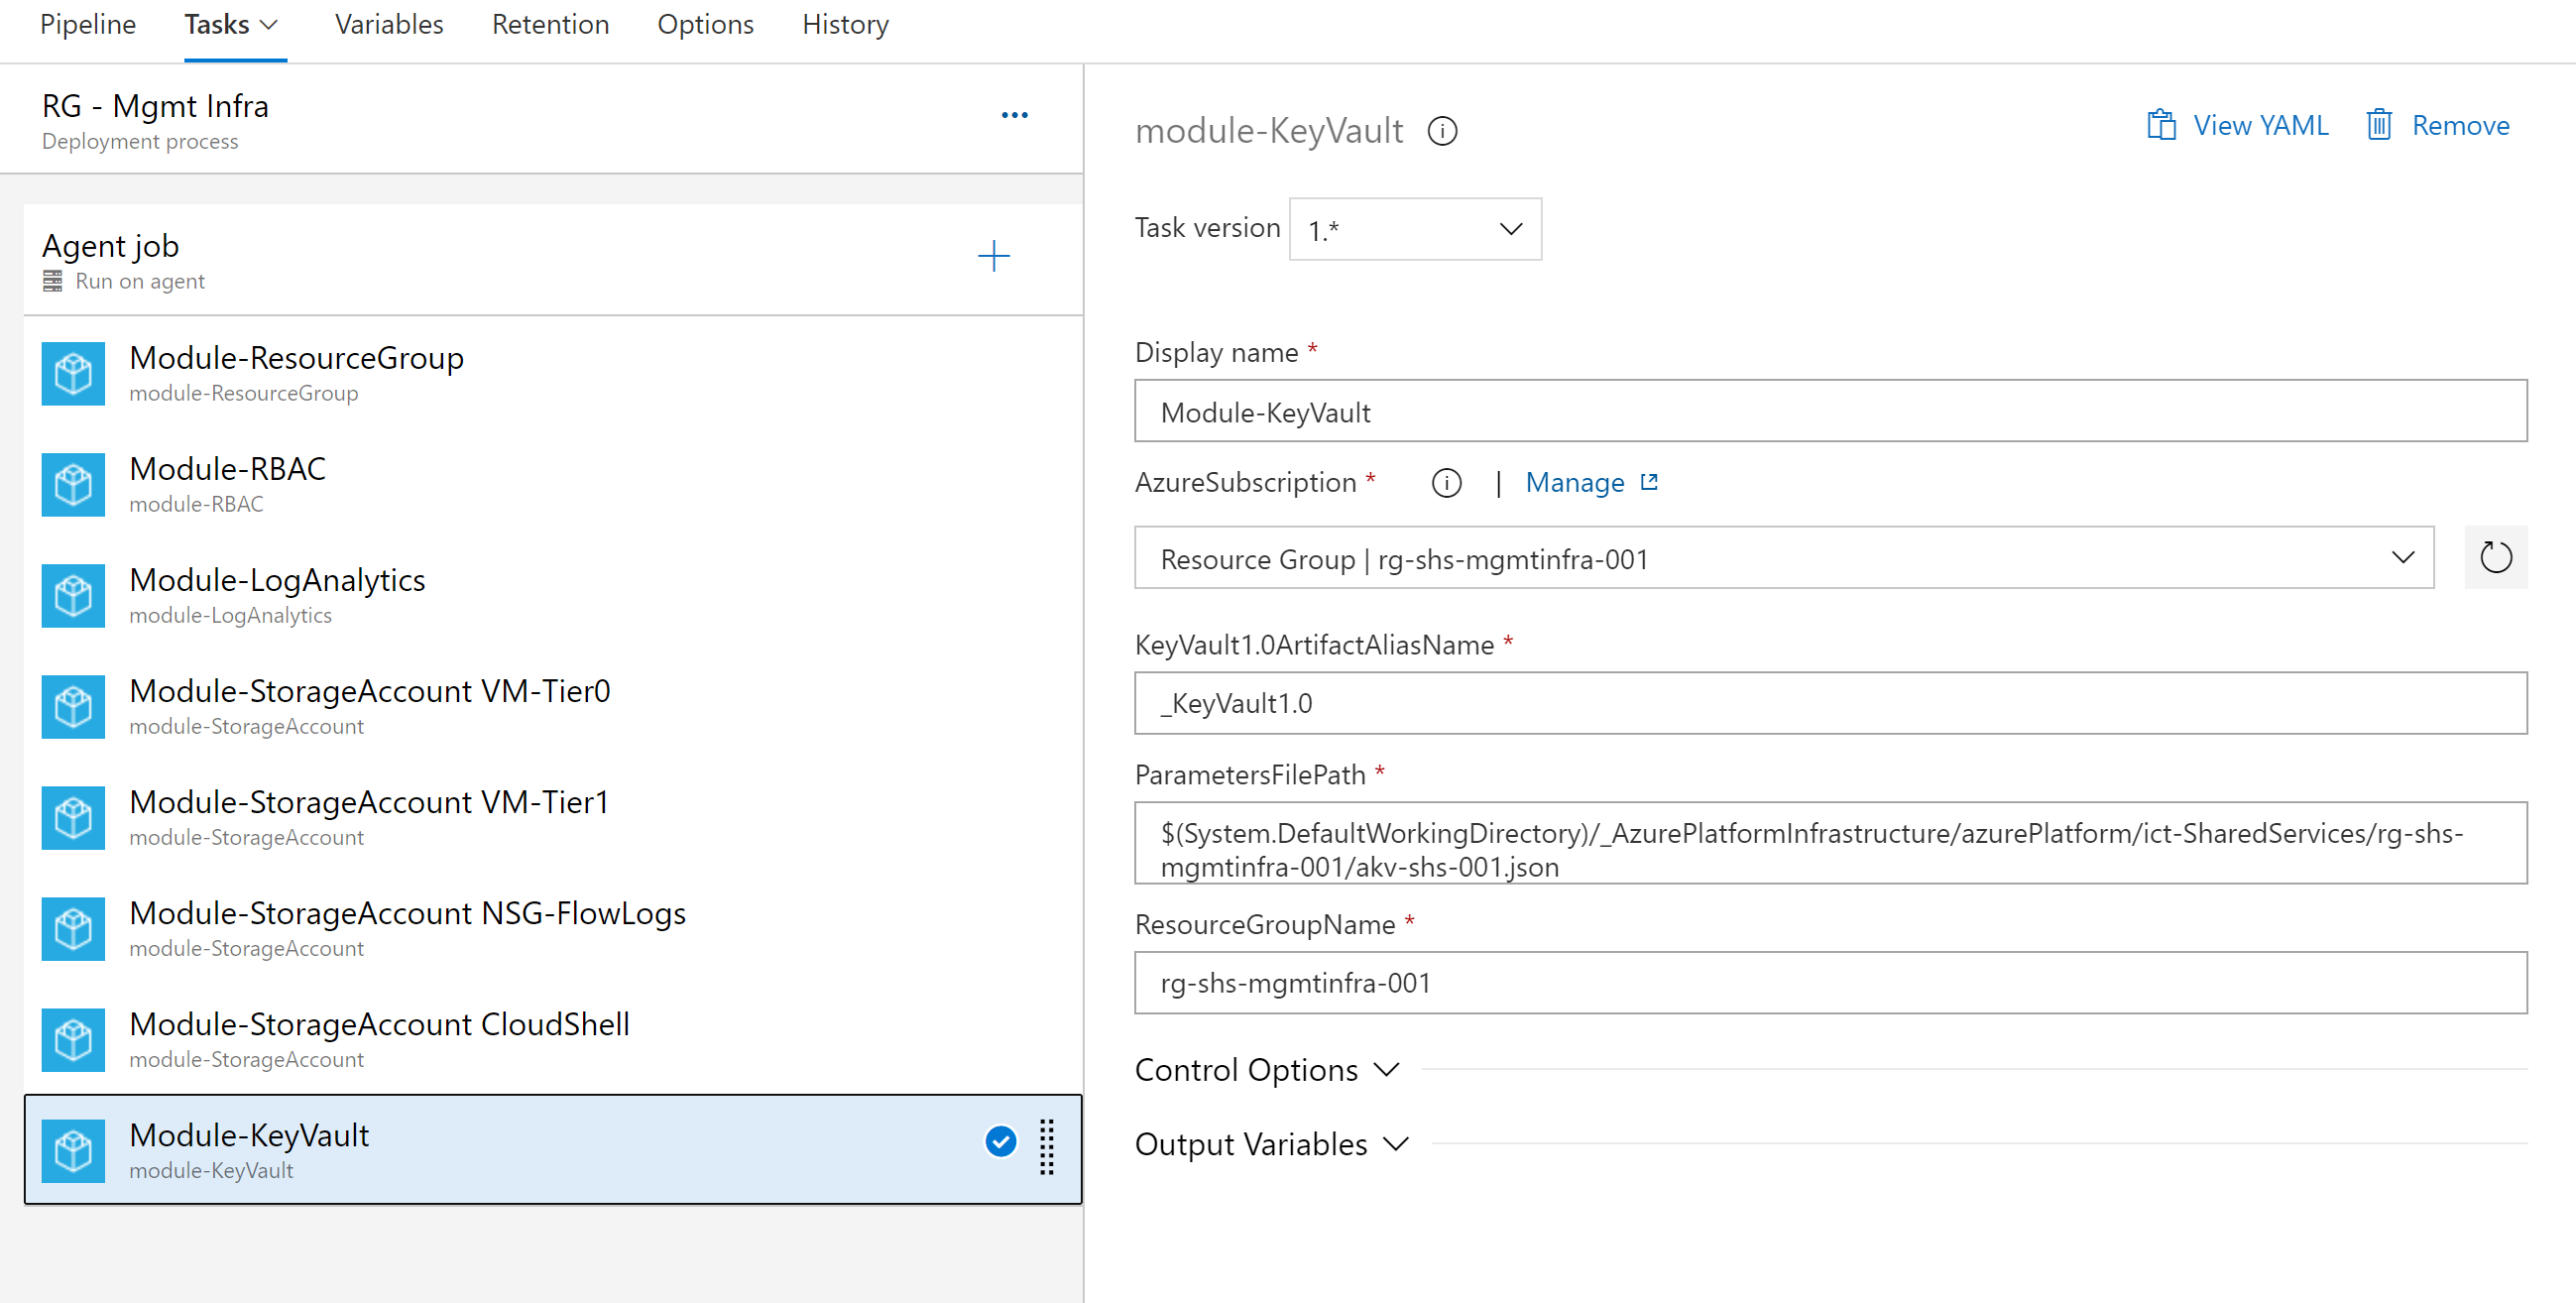 Pipeline
Tasks
Variables
Retention
Options
History
RG - Mgmt Infra
Deployment process
Agent job
Run on agent
Module-ResourceGroup
module-ResourceGroup
Module-RBAC
module-RBAC
Module-LogAnalytics
module-LogAnalytics
Module-StorageAccount VM-Tier0
module-StorageAccount
Module-StorageAccount VM-Tier1
module-StorageAccount
Module-StorageAccount NSG-FlowLogs
module-StorageAccount
Module-StorageAccount CloudShell
module-StorageAccount
Module-KeyVault
module-KeyVault
module-KeyVault
View YAML
Remove
Task version
1.*
Display name *
Module-KeyVault
AzureSubscription * | Manage
Resource Group | rg-shs-mgmtinfra-001
KeyVault1.0ArtifactAliasName *
_KeyVault1.0
ParametersFilePath *
$(System.DefaultWorkingDirectory)/_AzurePlatformInfrastructure/azurePlatform/ict-SharedServices/rg-shs-
mgmtinfra-001/akv-shs-001.json
ResourceGroupName *
rg-shs-mgmtinfra-001
Control Options
Output Variables